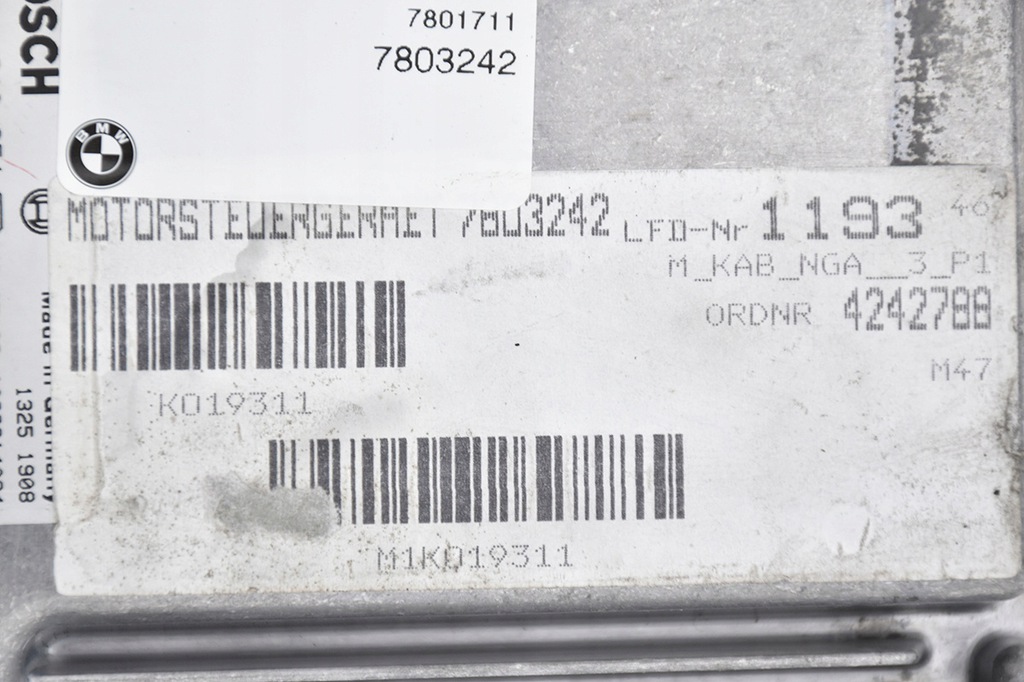 7801711
7803242
BMW
MOTORSTEUERGERAET 7803242 LFD-Nr 1193 46
M_KAB_NGA__3_P1
ORDNR 4242788
M47
K019311
M1K019311
OSCH
Made in Germany
1325 1908